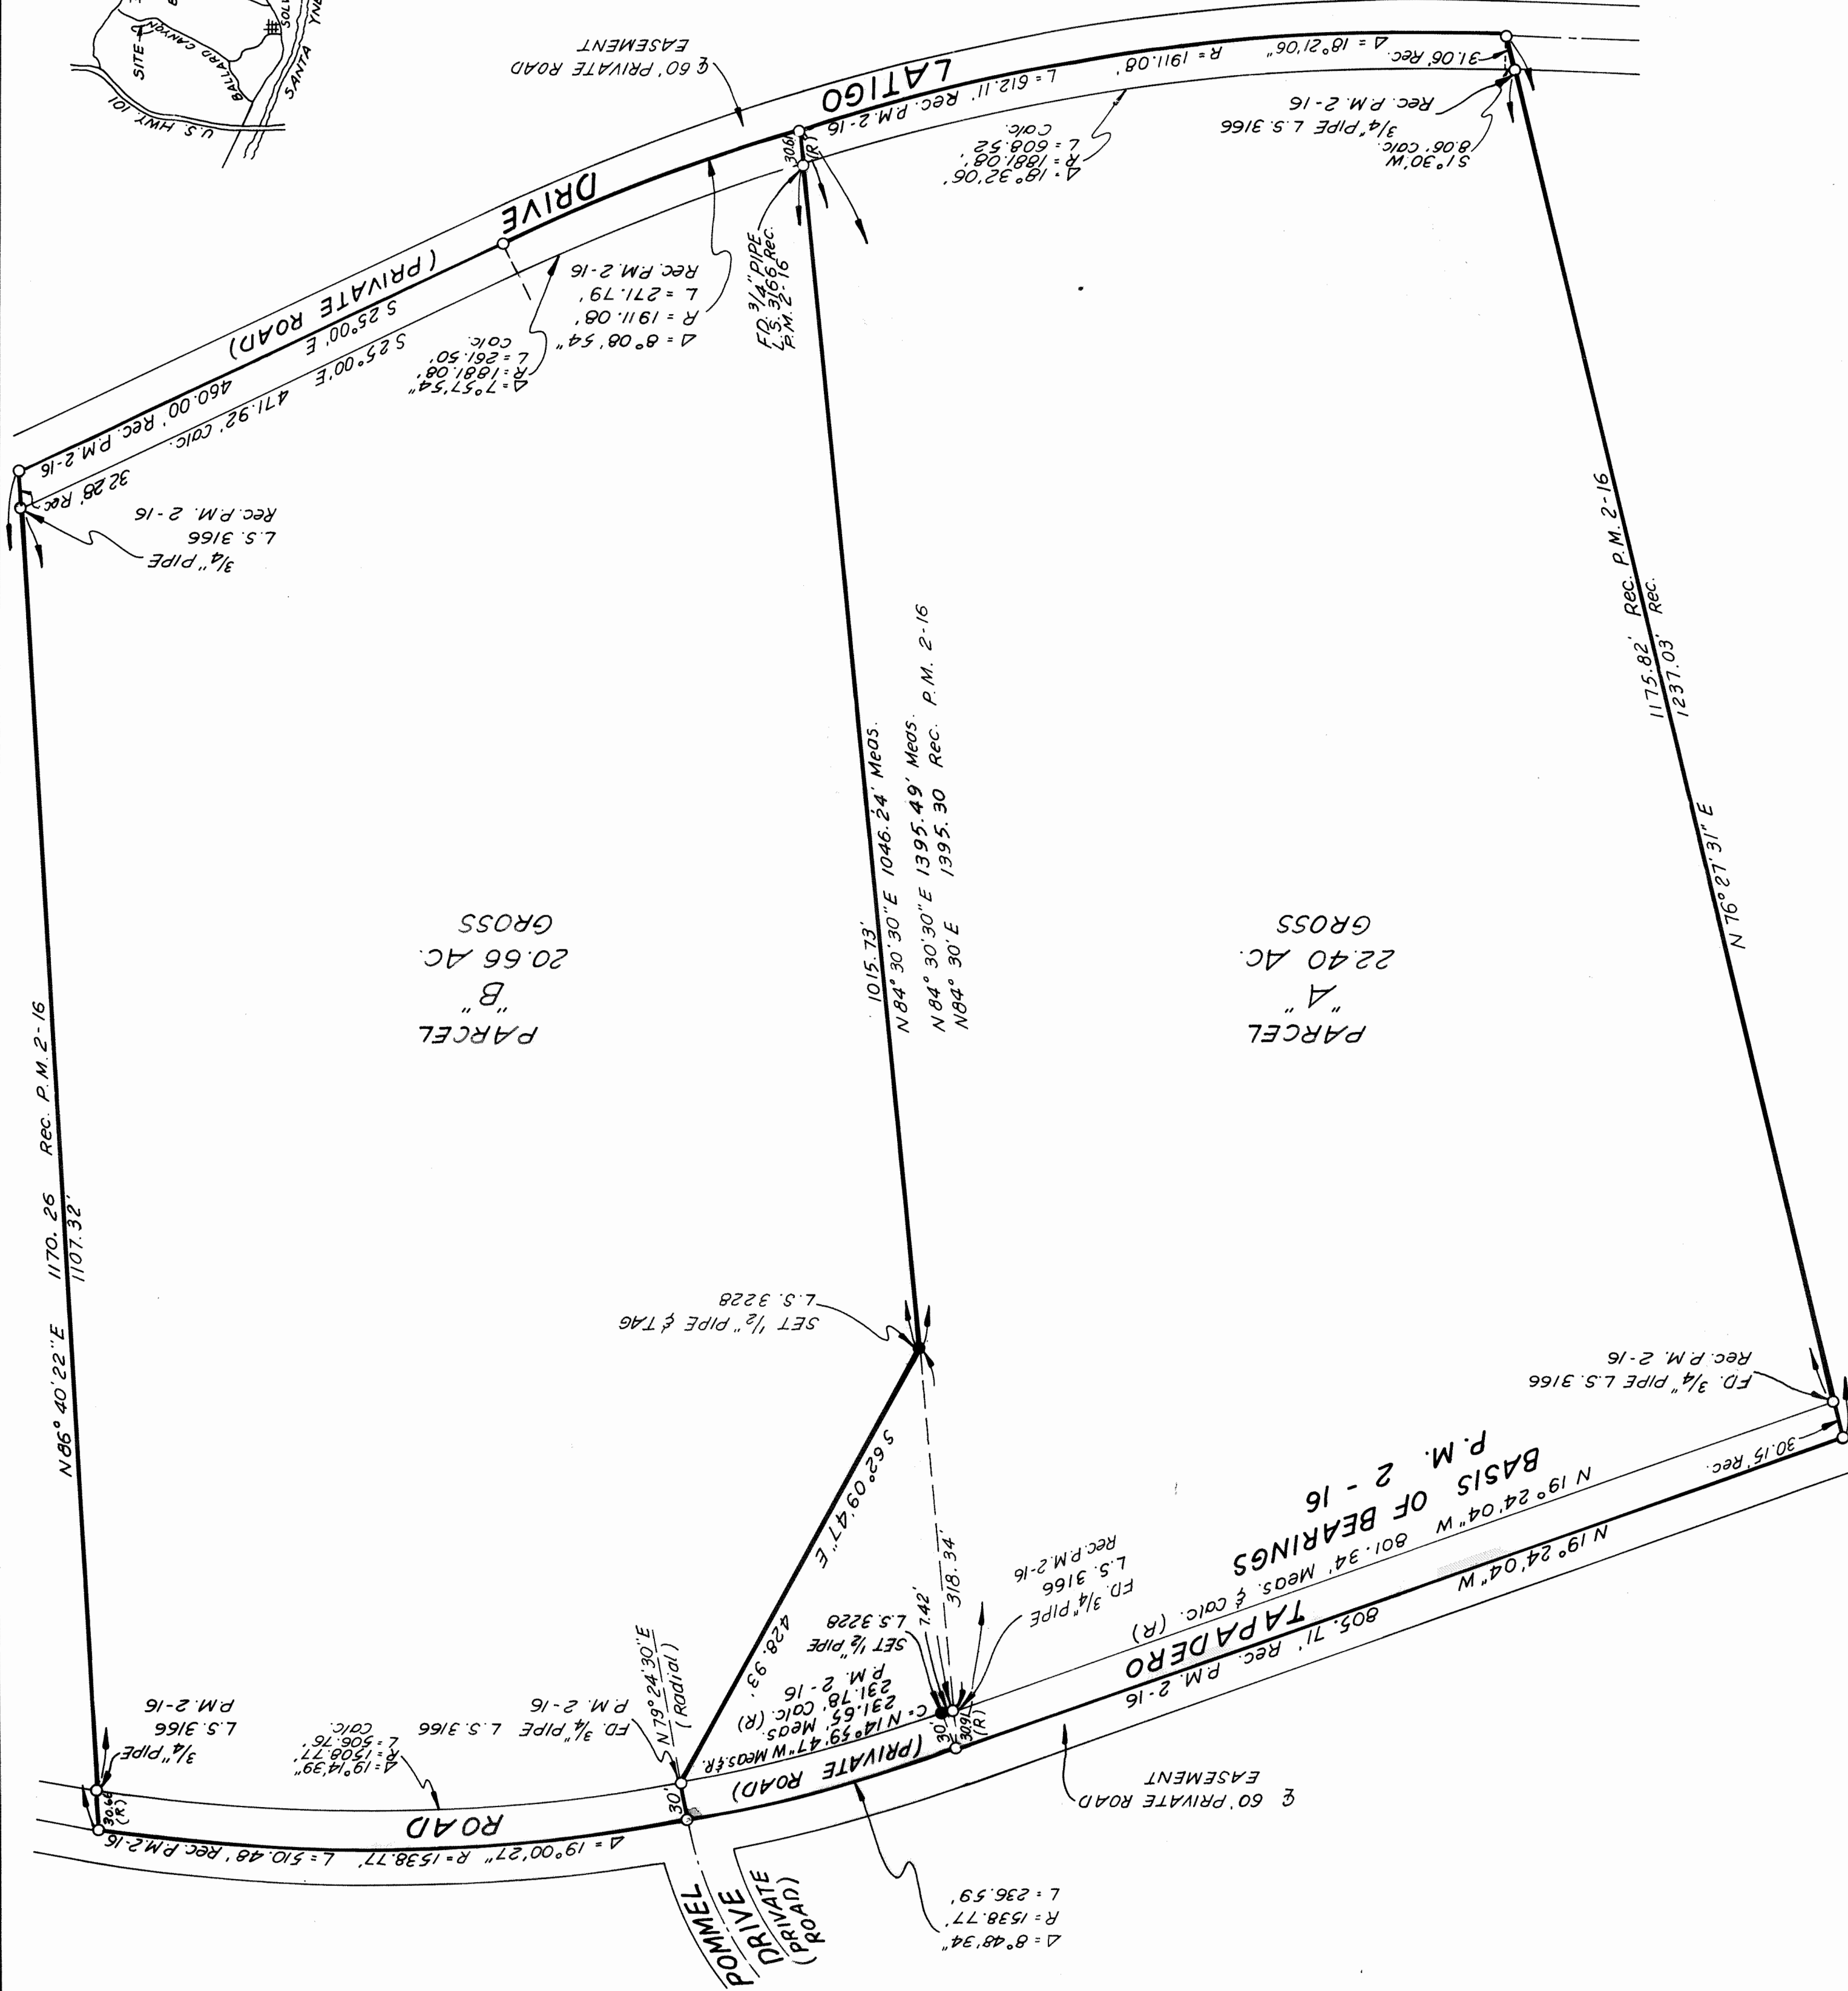 U.S. HWY. 101
SITE
BALLARD CANYON
SANTA
℄ 60' PRIVATE ROAD
EASEMENT
LATIGO
DRIVE
(PRIVATE ROAD)
L = 612.11' Rec. P.M. 2-16
R = 1911.08'
Δ = 18°21'06"
31.06' Rec.
Δ = 18°32'06"
R = 1881.08'
L = 608.52
Calc.
S1°30'W
8.06' Calc.
3/4" PIPE L.S. 3166
Rec. P.M. 2-16
30.61
(R)
FD. 3/4" PIPE
L.S. 3166 Rec.
P.M. 2-16
Δ = 8°08'54"
R = 1911.08'
L = 271.79'
Rec. P.M. 2-16
Δ = 7°57'54"
R = 1881.08'
L = 261.50'
Calc.
S 25°00' E
460.00' Rec. P.M. 2-16
S 25°00' E
471.92' Calc.
32.28' Rec
3/4" PIPE
L.S. 3166
Rec. P.M. 2-16
N 86° 40' 22" E 1170.26 Rec. P.M. 2-16
1107.32'
1015.73'
N 84° 30' 30" E 1046.24' Meas.
N 84° 30' 30" E 1395.49' Meas.
N 84° 30' E 1395.30 Rec. P.M. 2-16
1175.82' Rec. P.M. 2-16
1237.03' Rec.
N 76° 27' 31" E
PARCEL
"B"
20.66 AC.
GROSS
PARCEL
"A"
22.40 AC.
GROSS
SET 1/2" PIPE & TAG
L.S. 3228
S 62° 09' 47" E
428.93'
318.34'
7.42'
SET 1/2" PIPE
L.S. 3228
FD. 3/4" PIPE
L.S. 3166
Rec. P.M. 2-16
FD. 3/4" PIPE L.S. 3166
Rec. P.M. 2-16
30.15' Rec.
BASIS OF BEARINGS
P. M. 2 - 16
N 19° 24' 04" W 801.34' Meas. & Calc. (R)
N 19° 24' 04" W
805.71' Rec. P.M. 2-16
TAPADERO
(PRIVATE ROAD)
ROAD
30'
30.91
(R)
C = N 14° 59' 47" W Meas. & R.
231.65' Meas.
231.78' Calc. (R)
P.M. 2-16
N 79° 24' 30" E
(Radial)
FD. 3/4" PIPE L.S. 3166
P.M. 2-16
30'
Δ = 19°14'39"
R = 1508.77'
L = 506.76'
Calc.
3/4" PIPE
L.S. 3166
P.M. 2-16
(R)
Δ = 19°00'27" R = 1538.77' L = 510.48' Rec. P.M. 2-16
POMMEL
DRIVE
(PRIVATE
ROAD)
Δ = 8°48'34"
R = 1538.77'
L = 236.59'
℄ 60' PRIVATE ROAD
EASEMENT